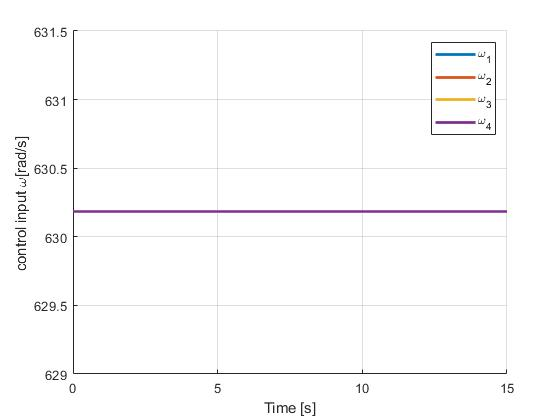 631.5
631
630.5
630
629.5
629
control input ω[rad/s]
0
5
10
15
Time [s]
ω1
ω2
ω3
ω4